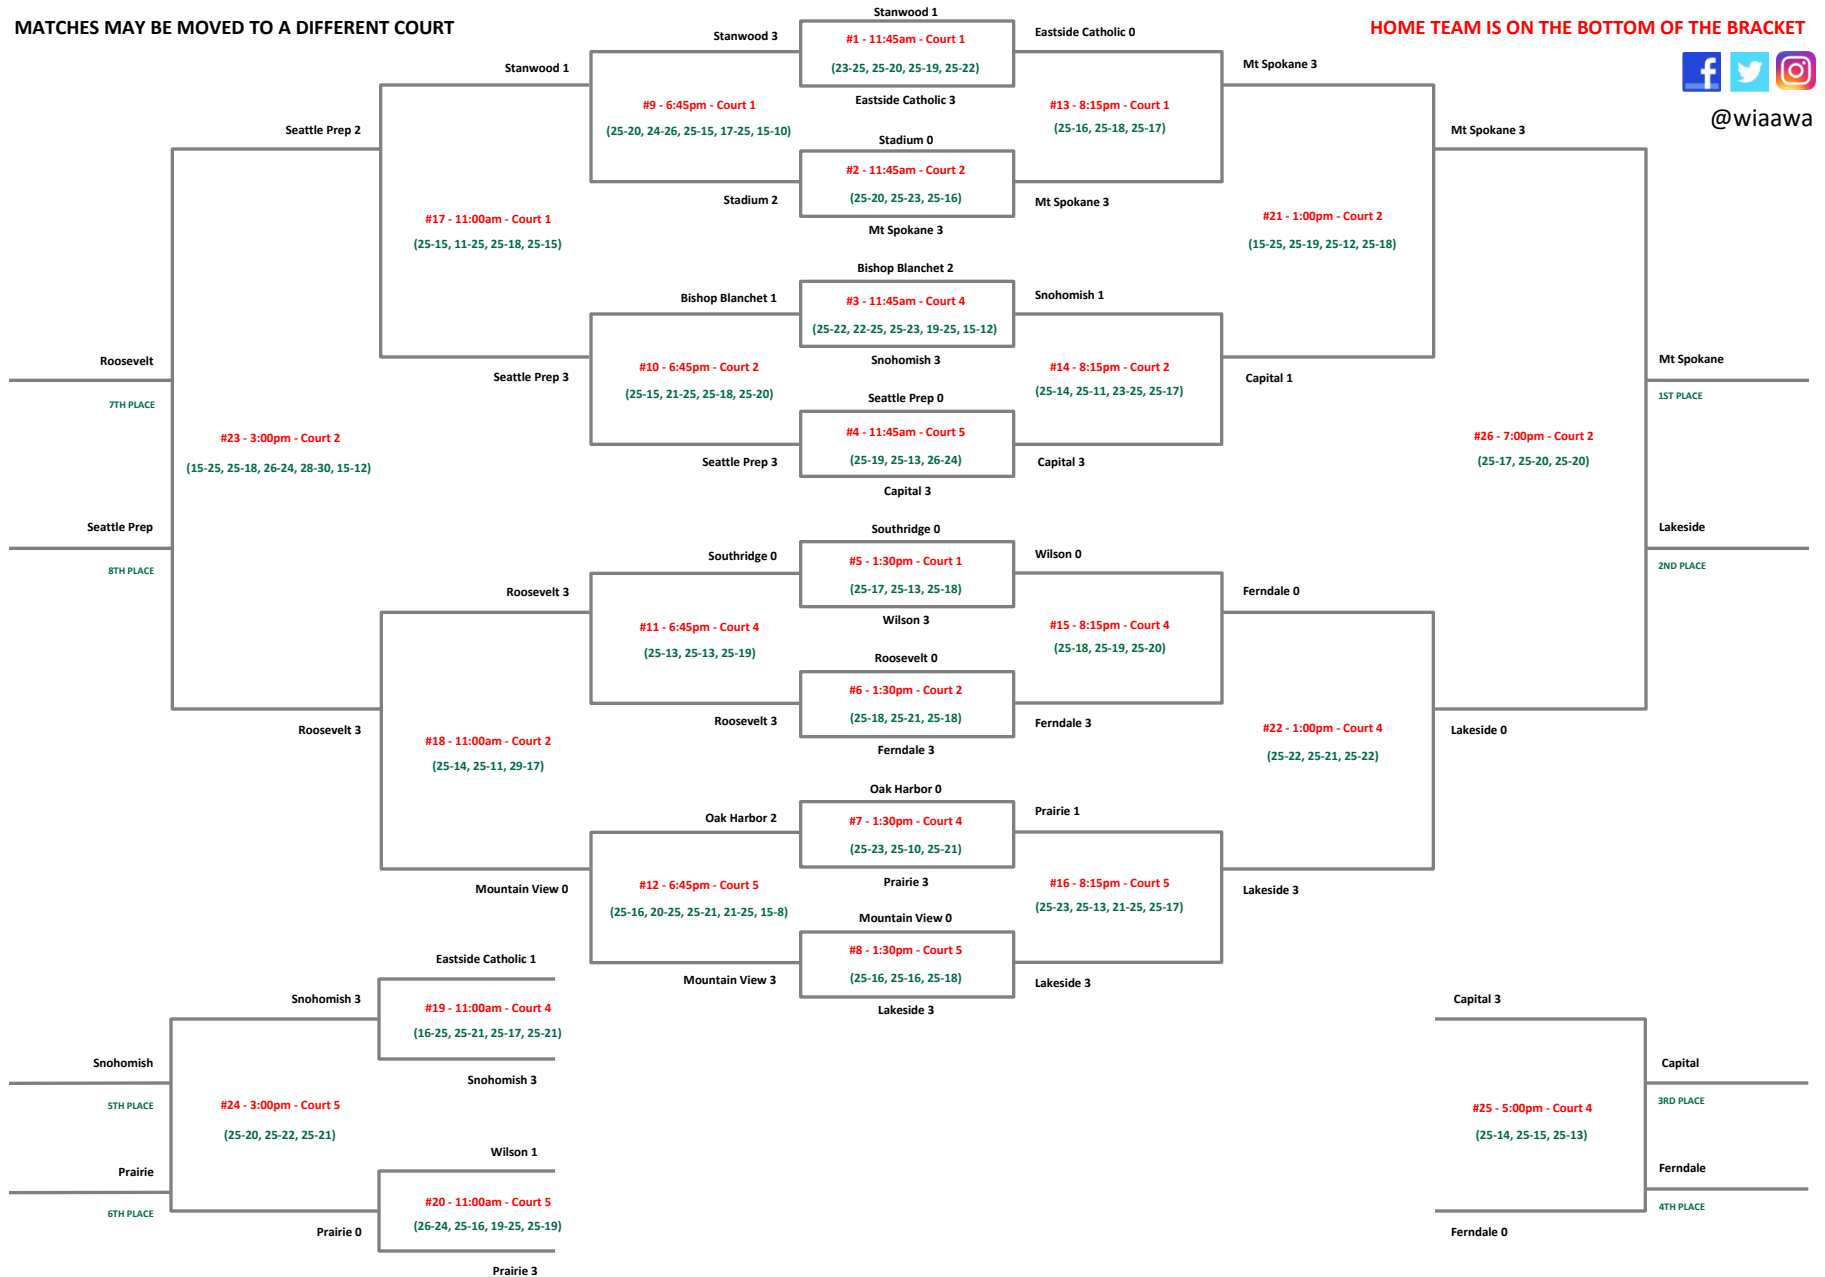 MATCHES MAY BE MOVED TO A DIFFERENT COURT
HOME TEAM IS ON THE BOTTOM OF THE BRACKET
@wiaawa
Stanwood 1
#1 - 11:45am - Court 1
(23-25, 25-20, 25-19, 25-22)
Eastside Catholic 3
Stadium 0
#2 - 11:45am - Court 2
(25-20, 25-23, 25-16)
Mt Spokane 3
Bishop Blanchet 2
#3 - 11:45am - Court 4
(25-22, 22-25, 25-23, 19-25, 15-12)
Snohomish 3
Seattle Prep 0
#4 - 11:45am - Court 5
(25-19, 25-13, 26-24)
Capital 3
Southridge 0
#5 - 1:30pm - Court 1
(25-17, 25-13, 25-18)
Wilson 3
Roosevelt 0
#6 - 1:30pm - Court 2
(25-18, 25-21, 25-18)
Ferndale 3
Oak Harbor 0
#7 - 1:30pm - Court 4
(25-23, 25-10, 25-21)
Prairie 3
Mountain View 0
#8 - 1:30pm - Court 5
(25-16, 25-16, 25-18)
Lakeside 3
Stanwood 3
#9 - 6:45pm - Court 1
(25-20, 24-26, 25-15, 17-25, 15-10)
Stadium 2
Bishop Blanchet 1
#10 - 6:45pm - Court 2
(25-15, 21-25, 25-18, 25-20)
Seattle Prep 3
Southridge 0
#11 - 6:45pm - Court 4
(25-13, 25-13, 25-19)
Roosevelt 3
Oak Harbor 2
#12 - 6:45pm - Court 5
(25-16, 20-25, 25-21, 21-25, 15-8)
Mountain View 3
Eastside Catholic 0
#13 - 8:15pm - Court 1
(25-16, 25-18, 25-17)
Mt Spokane 3
Snohomish 1
#14 - 8:15pm - Court 2
(25-14, 25-11, 23-25, 25-17)
Capital 3
Wilson 0
#15 - 8:15pm - Court 4
(25-18, 25-19, 25-20)
Ferndale 3
Prairie 1
#16 - 8:15pm - Court 5
(25-23, 25-13, 21-25, 25-17)
Lakeside 3
Stanwood 1
#17 - 11:00am - Court 1
(25-15, 11-25, 25-18, 25-15)
Seattle Prep 3
Roosevelt 3
#18 - 11:00am - Court 2
(25-14, 25-11, 29-17)
Mountain View 0
Eastside Catholic 1
#19 - 11:00am - Court 4
(16-25, 25-21, 25-17, 25-21)
Snohomish 3
Wilson 1
#20 - 11:00am - Court 5
(26-24, 25-16, 19-25, 25-19)
Prairie 3
Mt Spokane 3
#21 - 1:00pm - Court 2
(15-25, 25-19, 25-12, 25-18)
Capital 1
Ferndale 0
#22 - 1:00pm - Court 4
(25-22, 25-21, 25-22)
Lakeside 3
Seattle Prep 2
#23 - 3:00pm - Court 2
(15-25, 25-18, 26-24, 28-30, 15-12)
Roosevelt 3
Roosevelt
7TH PLACE
Seattle Prep
8TH PLACE
Snohomish 3
#24 - 3:00pm - Court 5
(25-20, 25-22, 25-21)
Prairie 0
Snohomish
5TH PLACE
Prairie
6TH PLACE
Capital 3
#25 - 5:00pm - Court 4
(25-14, 25-15, 25-13)
Ferndale 0
Capital
3RD PLACE
Ferndale
4TH PLACE
Mt Spokane 3
#26 - 7:00pm - Court 2
(25-17, 25-20, 25-20)
Lakeside 0
Mt Spokane
1ST PLACE
Lakeside
2ND PLACE